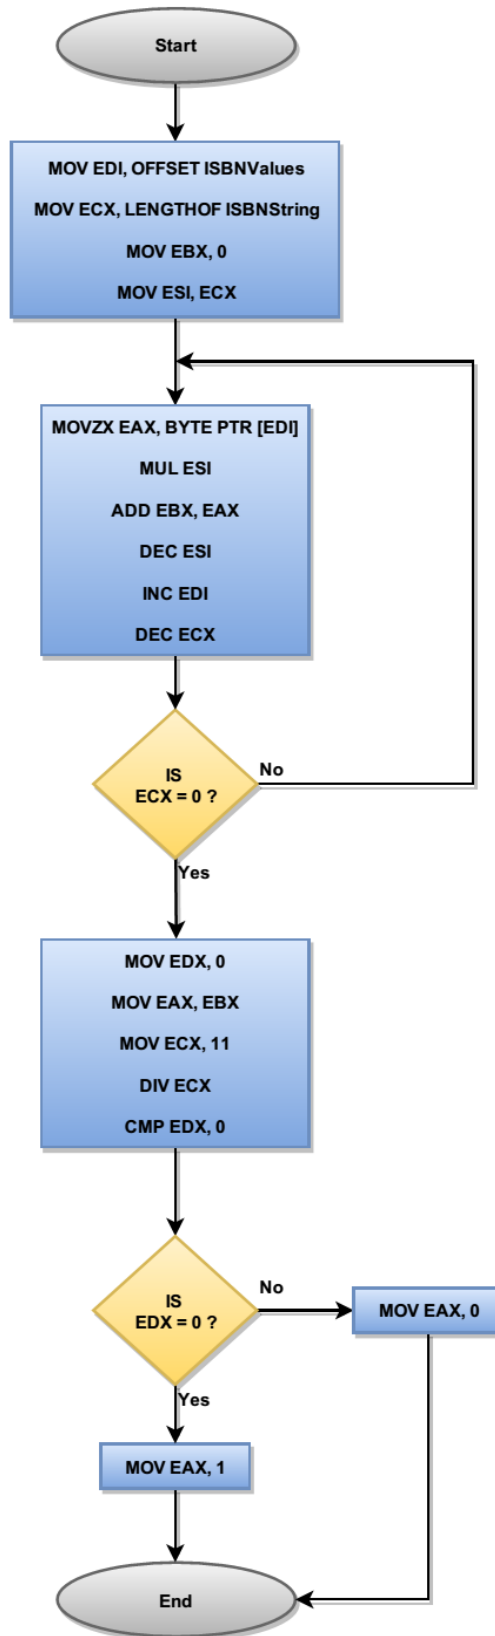 Start
MOV EDI, OFFSET ISBNValues
MOV ECX, LENGTHOF ISBNString
MOV EBX, 0
MOV ESI, ECX
MOVZX EAX, BYTE PTR [EDI]
MUL ESI
ADD EBX, EAX
DEC ESI
INC EDI
DEC ECX
IS
ECX = 0 ?
No
Yes
MOV EDX, 0
MOV EAX, EBX
MOV ECX, 11
DIV ECX
CMP EDX, 0
IS
EDX = 0 ?
No
MOV EAX, 0
Yes
MOV EAX, 1
End